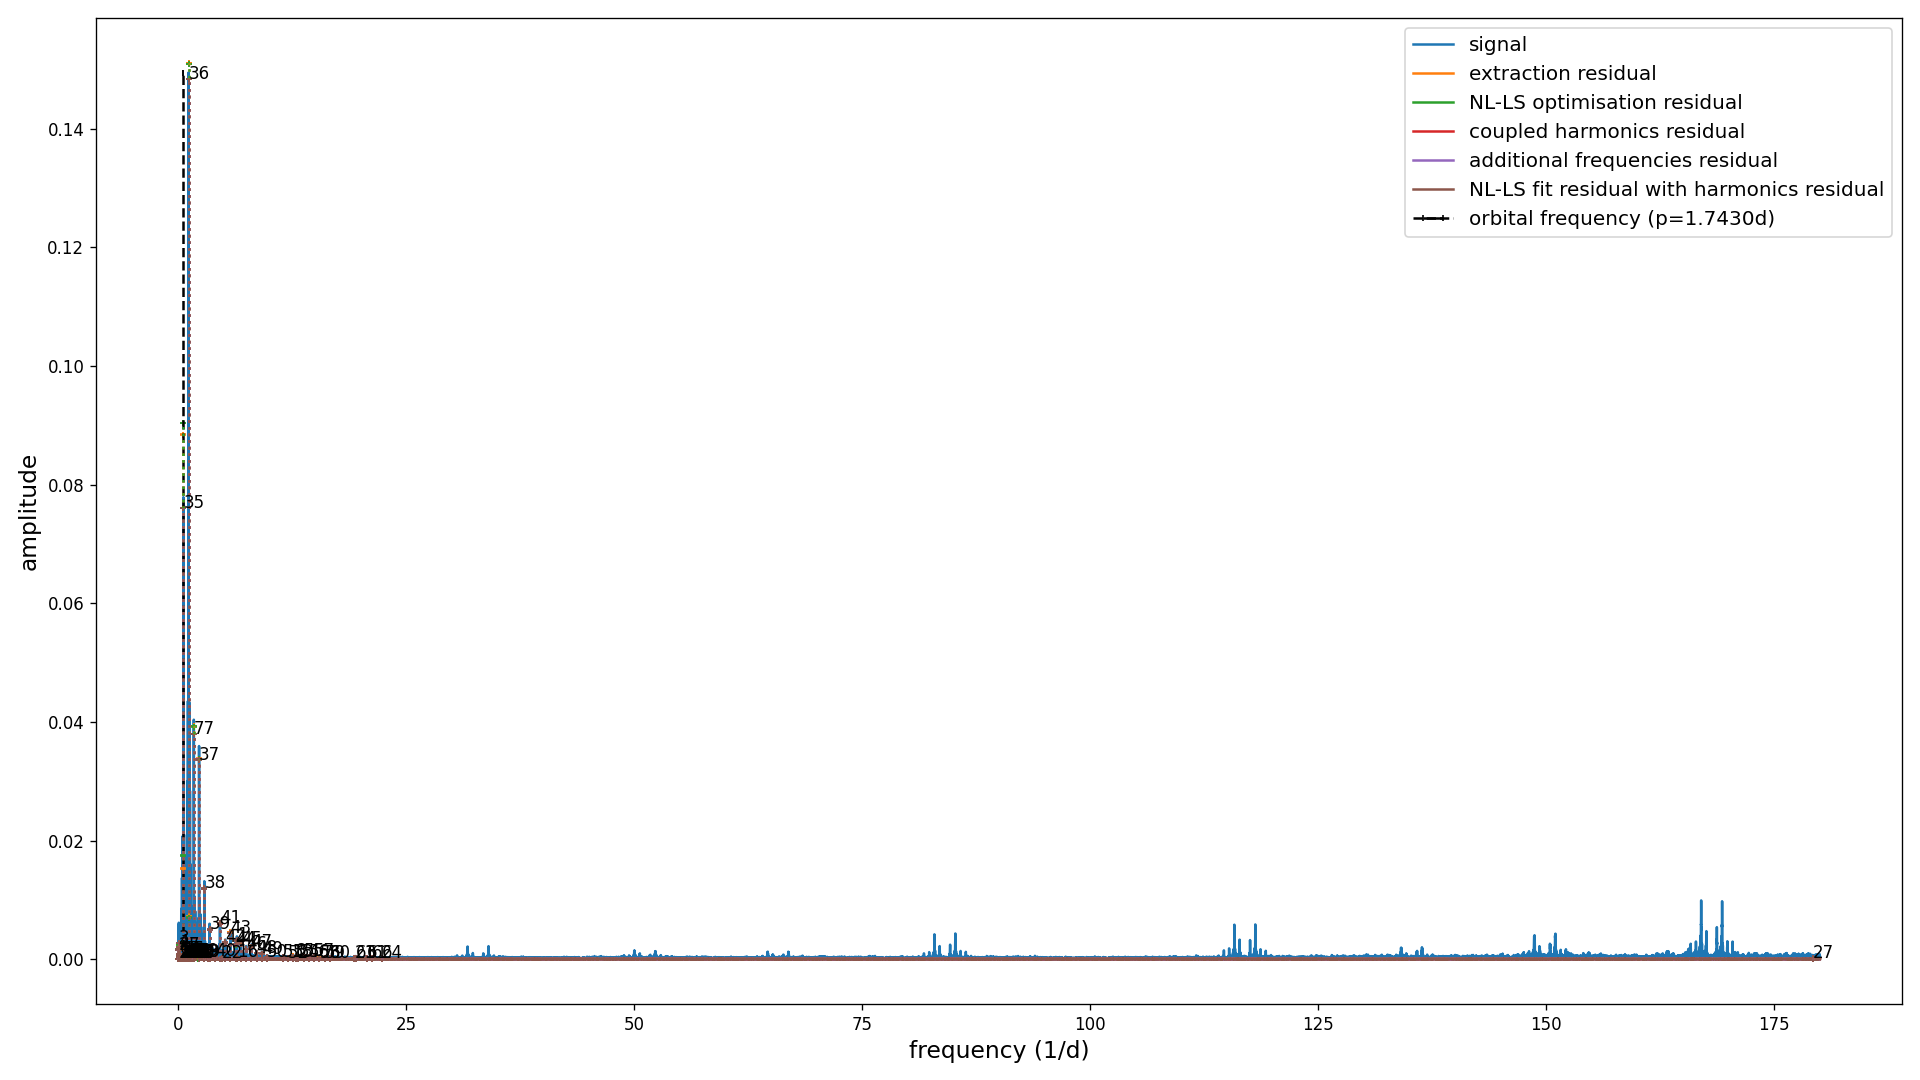 signal
extraction residual
NL-LS optimisation residual
coupled harmonics residual
additional frequencies residual
NL-LS fit residual with harmonics residual
orbital frequency (p=1.7430d)
amplitude
0.14
0.12
0.10
0.08
0.06
0.04
0.02
0.00
36
35
77
37
38
39
41
43
27
0
25
50
75
100
125
150
175
frequency (1/d)